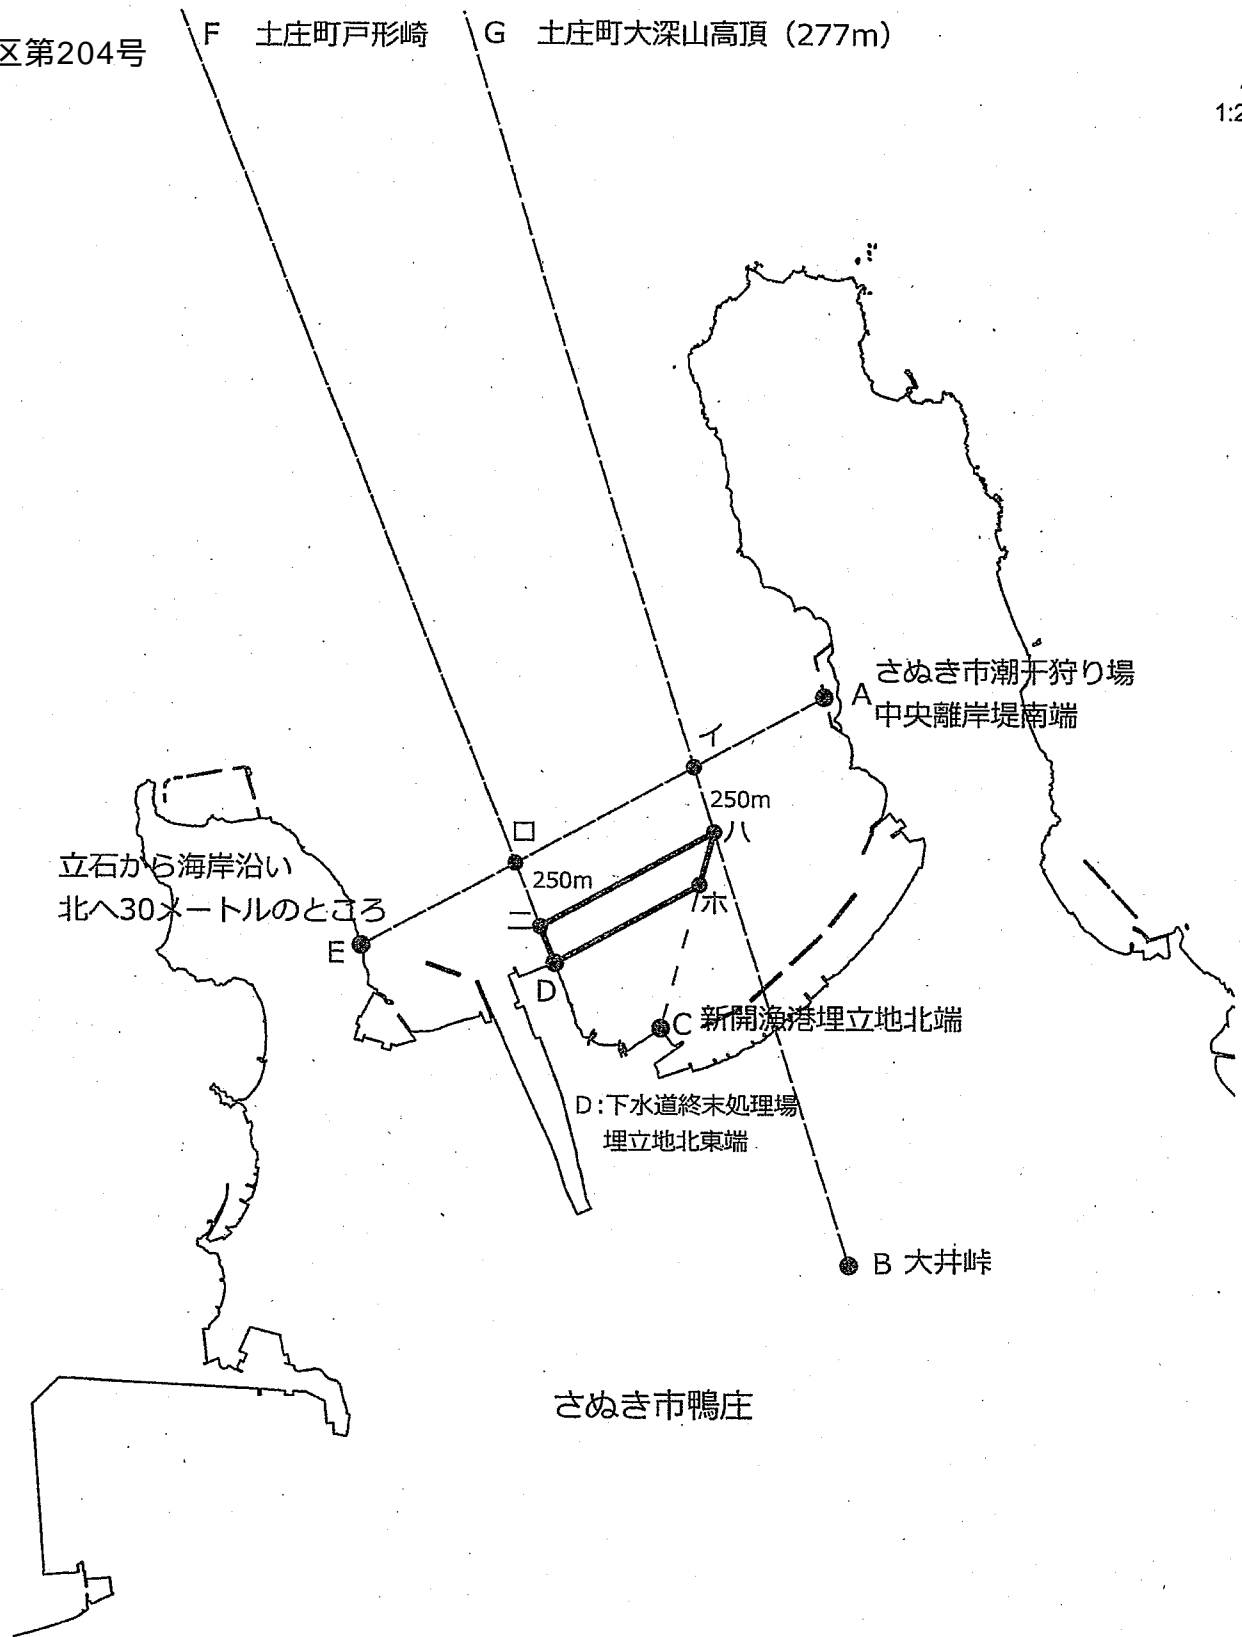 区第204号
F 土庄町戸形崎
G 土庄町大深山高頂（277m）
1:2
A さぬき市潮干狩り場
中央離岸堤南端
イ
250m
ハ
ロ
250m
立石から海岸沿い
北へ30メートルのところ
E
ニ
ホ
D
C 新開漁港埋立地北端
D:下水道終末処理場
埋立地北東端
B 大井峠
さぬき市鴨庄